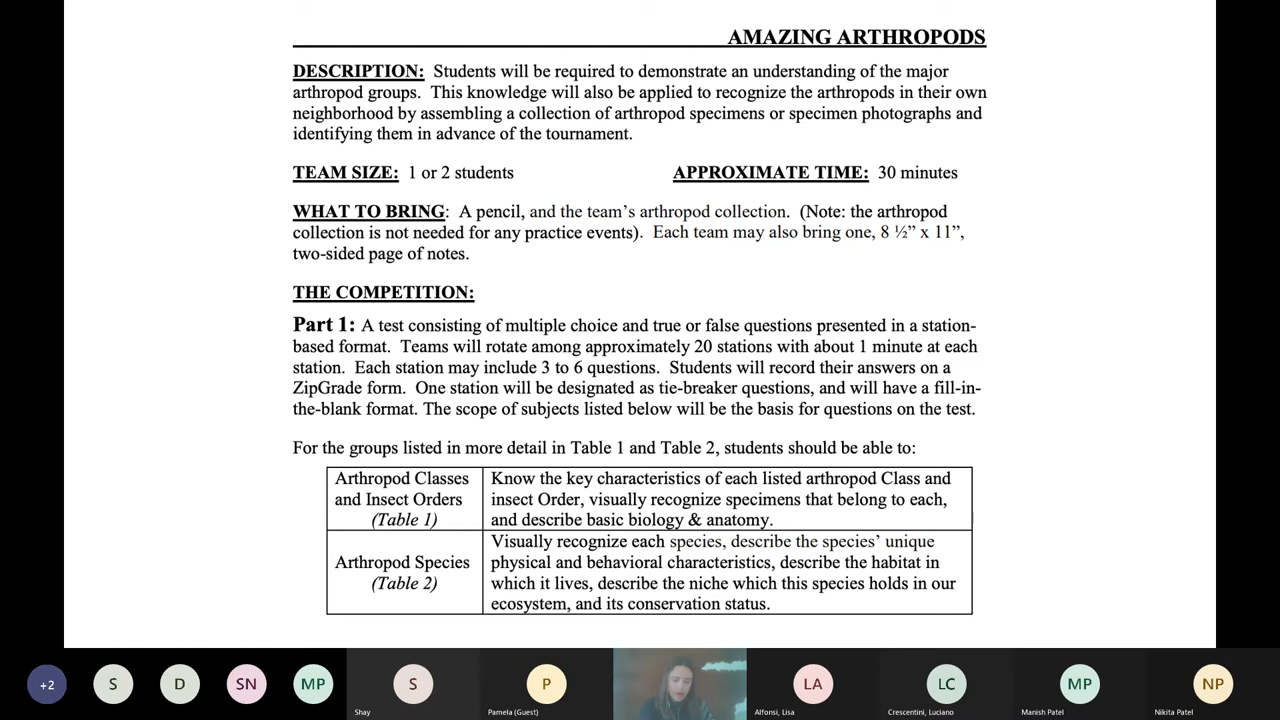 AMAZING ARTHROPODS
DESCRIPTION: Students will be required to demonstrate an understanding of the major
arthropod groups. This knowledge will also be applied to recognize the arthropods in their own
neighborhood by assembling a collection of arthropod specimens or specimen photographs and
identifying them in advance of the tournament.
TEAM SIZE: 1 or 2 students APPROXIMATE TIME: 30 minutes
WHAT TO BRING: A pencil, and the team's arthropod collection. (Note: the arthropod
collection is not needed for any practice events). Each team may also bring one, 8 ½” x 11”,
two-sided page of notes.
THE COMPETITION:
Part 1: A test consisting of multiple choice and true or false questions presented in a station-
based format. Teams will rotate among approximately 20 stations with about 1 minute at each
station. Each station may include 3 to 6 questions. Students will record their answers on a
ZipGrade form. One station will be designated as tie-breaker questions, and will have a fill-in-
the-blank format. The scope of subjects listed below will be the basis for questions on the test.
For the groups listed in more detail in Table 1 and Table 2, students should be able to:
Arthropod Classes
and Insect Orders
(Table 1)
Know the key characteristics of each listed arthropod Class and
insect Order, visually recognize specimens that belong to each,
and describe basic biology & anatomy.
Arthropod Species
(Table 2)
Visually recognize each species, describe the species’ unique
physical and behavioral characteristics, describe the habitat in
which it lives, describe the niche which this species holds in our
ecosystem, and its conservation status.
+2 S D SN MP S P LA LC MP NP
Shay Pamela (Guest) Alfonsi, Lisa Crescentini, Luciano Manish Patel Nikita Patel